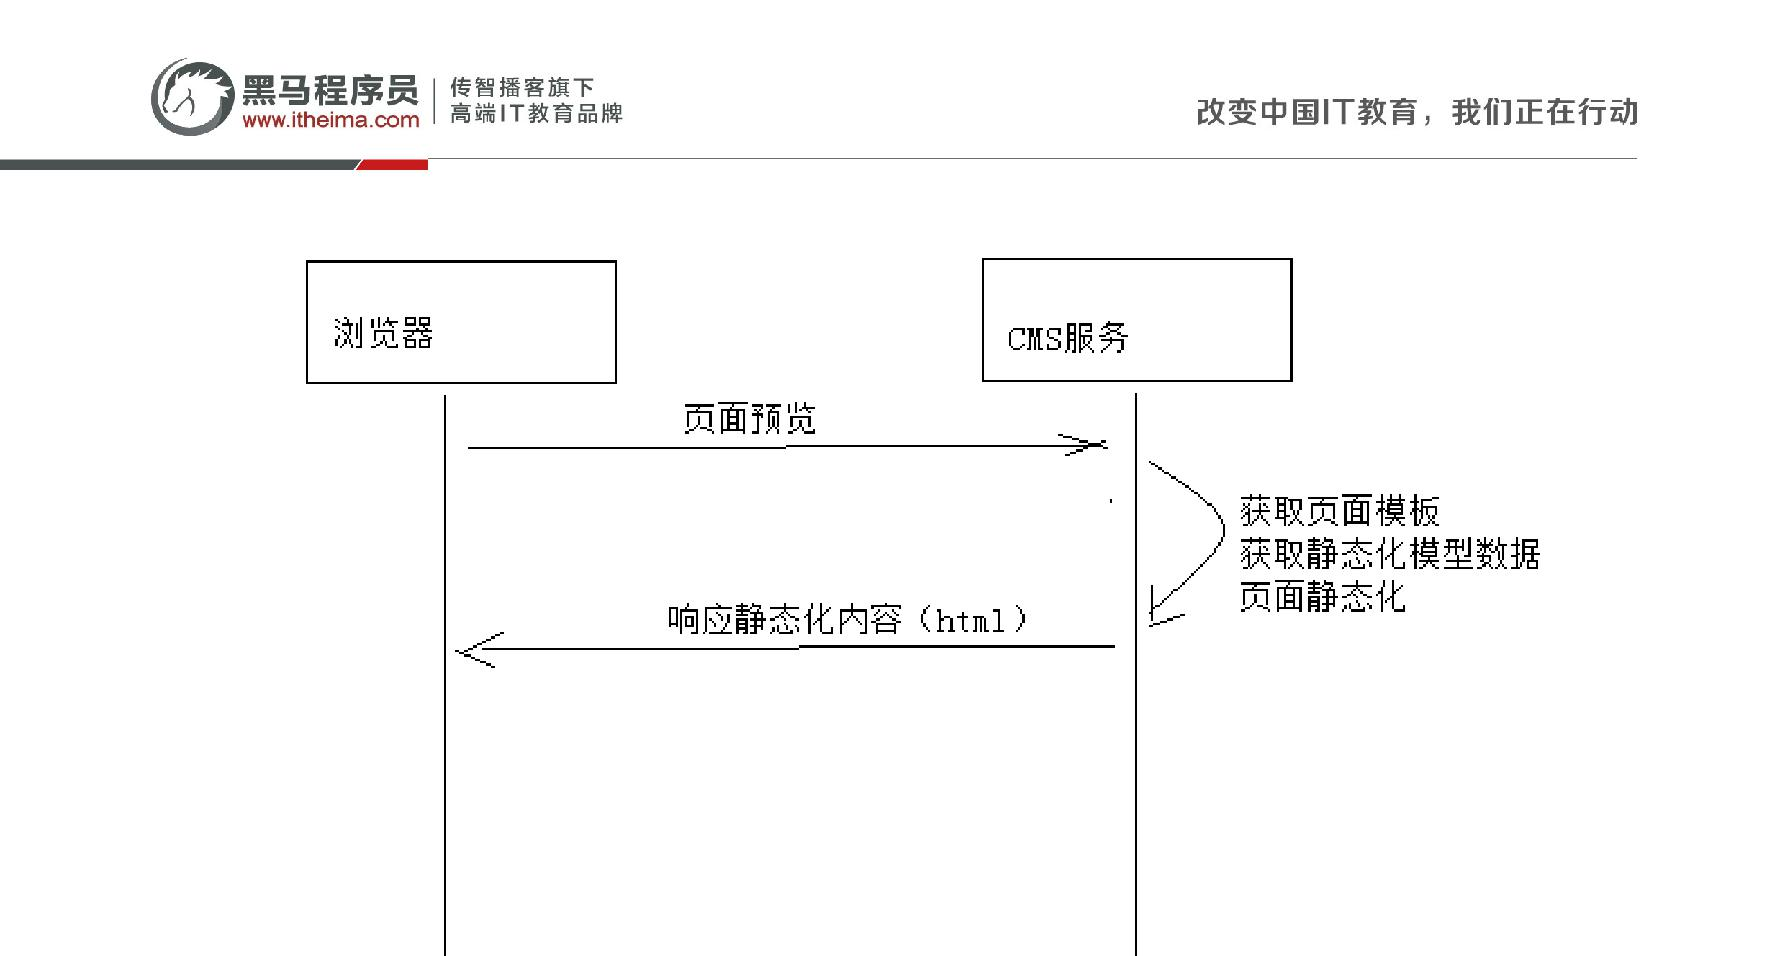 黑马程序员
www.itheima.com
传智播客旗下
高端IT教育品牌
改变中国IT教育，我们正在行动
浏览器
CMS服务
页面预览
获取页面模板
获取静态化模型数据
页面静态化
响应静态化内容（html）